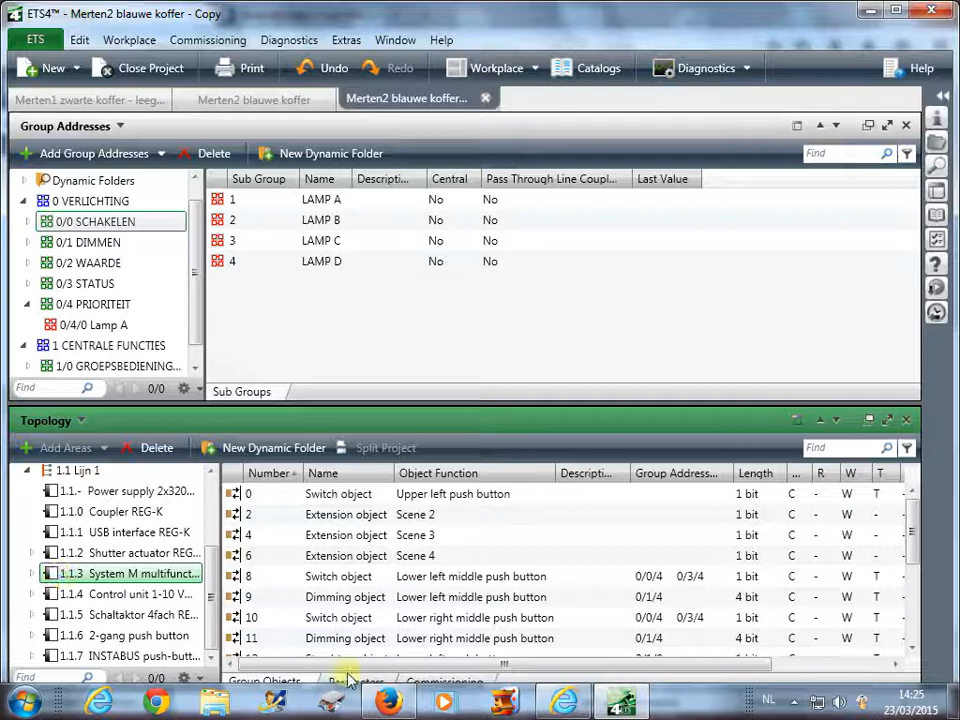 ETS4™ - Merten2 blauwe koffer - Copy
ETS Edit Workplace Commissioning Diagnostics Extras Window Help
New Close Project Print Undo Redo Workplace Catalogs Diagnostics Help
Merten1 zwarte koffer - leeg... Merten2 blauwe koffer Merten2 blauwe koffer...
Group Addresses
Add Group Addresses Delete New Dynamic Folder Find
Dynamic Folders
0 VERLICHTING
0/0 SCHAKELEN
0/1 DIMMEN
0/2 WAARDE
0/3 STATUS
0/4 PRIORITEIT
0/4/0 Lamp A
1 CENTRALE FUNCTIES
1/0 GROEPSBEDIENING...
Find 0/0
Sub Group Name Descripti... Central Pass Through Line Coupl... Last Value
1 LAMP A No No
2 LAMP B No No
3 LAMP C No No
4 LAMP D No No
Sub Groups
Topology
Add Areas Delete New Dynamic Folder Split Project Find
1.1 Lijn 1
1.1.- Power supply 2x320...
1.1.0 Coupler REG-K
1.1.1 USB interface REG-K
1.1.2 Shutter actuator REG...
1.1.3 System M multifunct...
1.1.4 Control unit 1-10 V...
1.1.5 Schaltaktor 4fach RE...
1.1.6 2-gang push button
1.1.7 INSTABUS push-butt...
Find 0/0
Number Name Object Function Descripti... Group Address... Length ... R W T
0 Switch object Upper left push button 1 bit C - W T -
2 Extension object Scene 2 1 bit C - W T -
4 Extension object Scene 3 1 bit C - W T -
6 Extension object Scene 4 1 bit C - W T -
8 Switch object Lower left middle push button 0/0/4 0/3/4 1 bit C - W T -
9 Dimming object Lower left middle push button 0/1/4 4 bit C - W T -
10 Switch object Lower right middle push button 0/0/4 0/3/4 1 bit C - W T -
11 Dimming object Lower right middle push button 0/1/4 4 bit C - W T -
Group Objects Parameters Commissioning
NL 14:25
23/03/2015